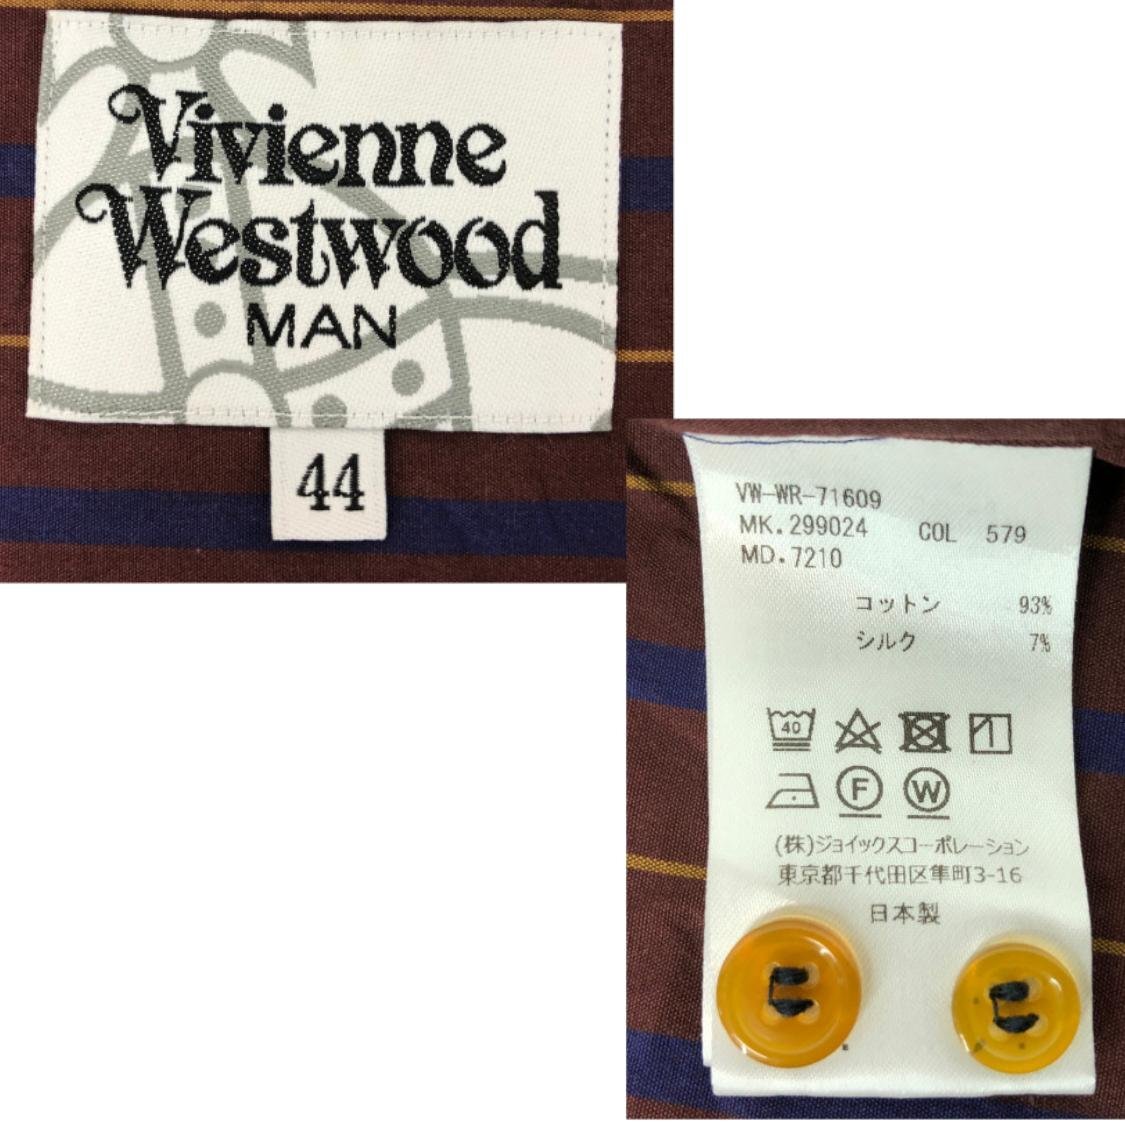 Vivienne
Westwood
MAN
44
VW-WR-71609
MK.299024 COL 579
MD.7210
コットン 93%
シルク 7%
40
F W
(株)ジョイックスコーポレーション
東京都千代田区隼町3-16
日本製